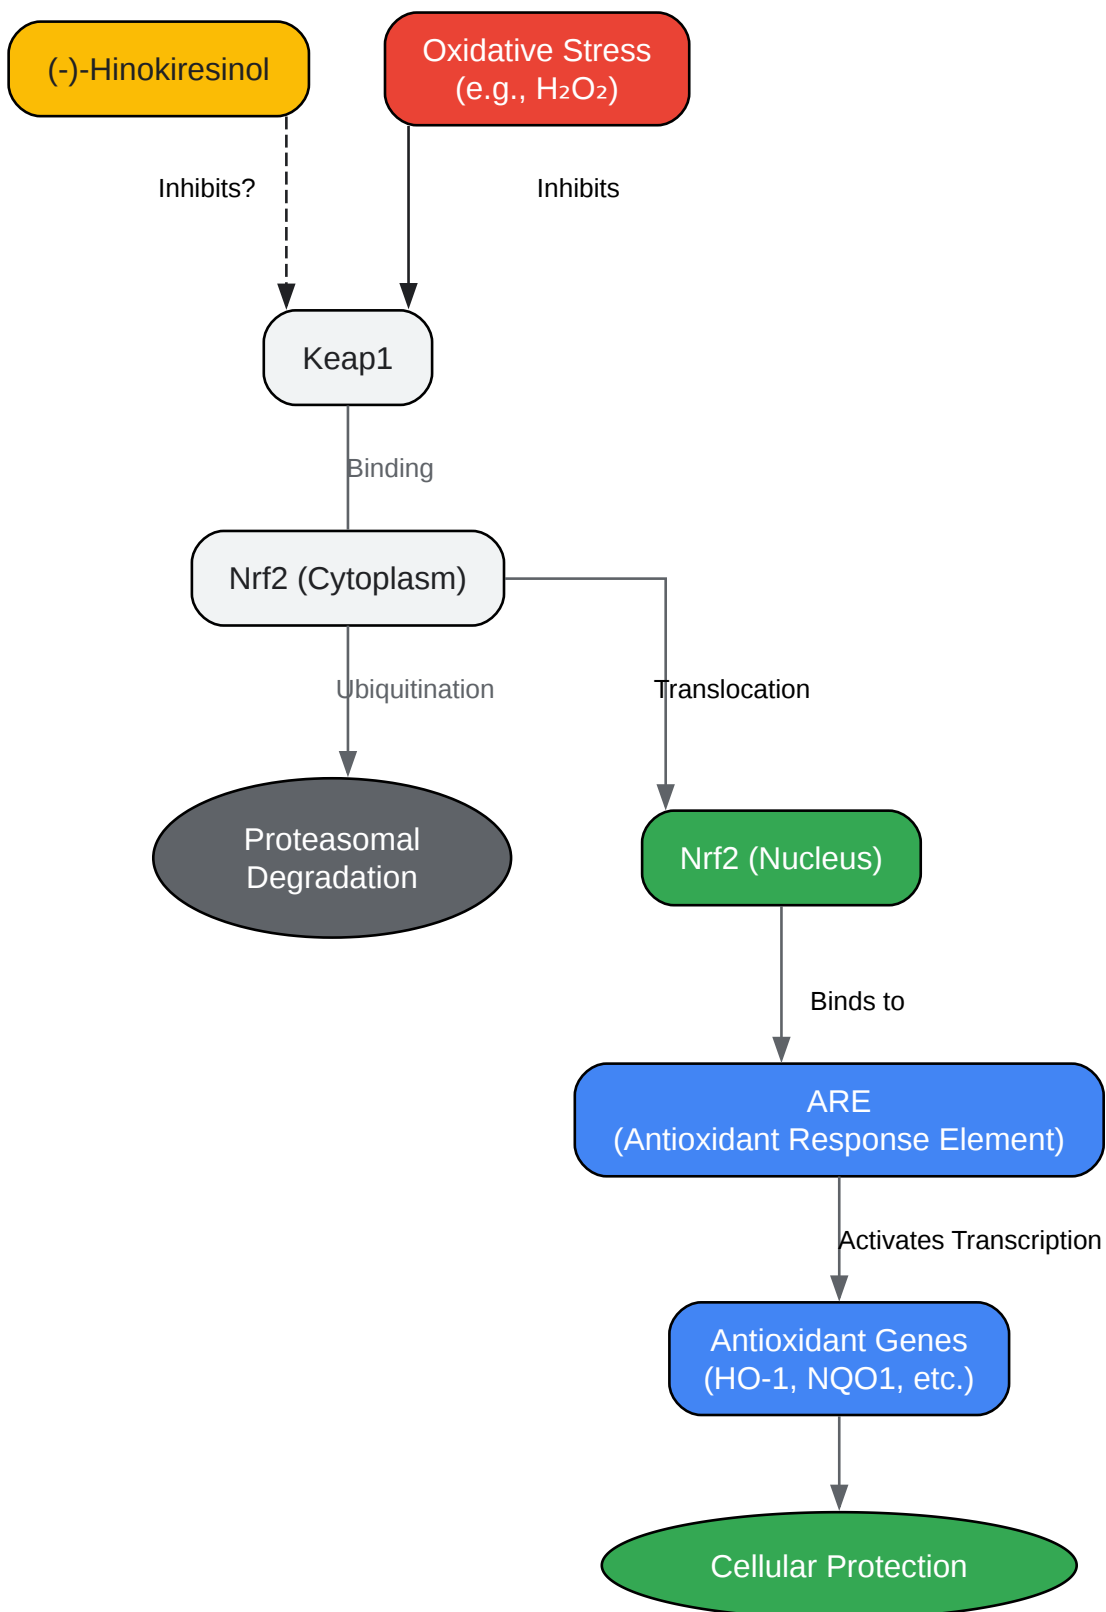 (-)-Hinokiresinol
Oxidative Stress
(e.g., H₂O₂)
Inhibits?
Inhibits
Keap1
Binding
Nrf2 (Cytoplasm)
Ubiquitination
Translocation
Proteasomal
Degradation
Nrf2 (Nucleus)
Binds to
ARE
(Antioxidant Response Element)
Activates Transcription
Antioxidant Genes
(HO-1, NQO1, etc.)
Cellular Protection